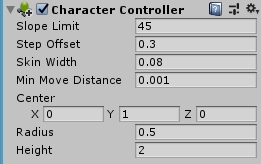 Character Controller
Slope Limit 45
Step Offset 0.3
Skin Width 0.08
Min Move Distance 0.001
Center
X 0 Y 1 Z 0
Radius 0.5
Height 2